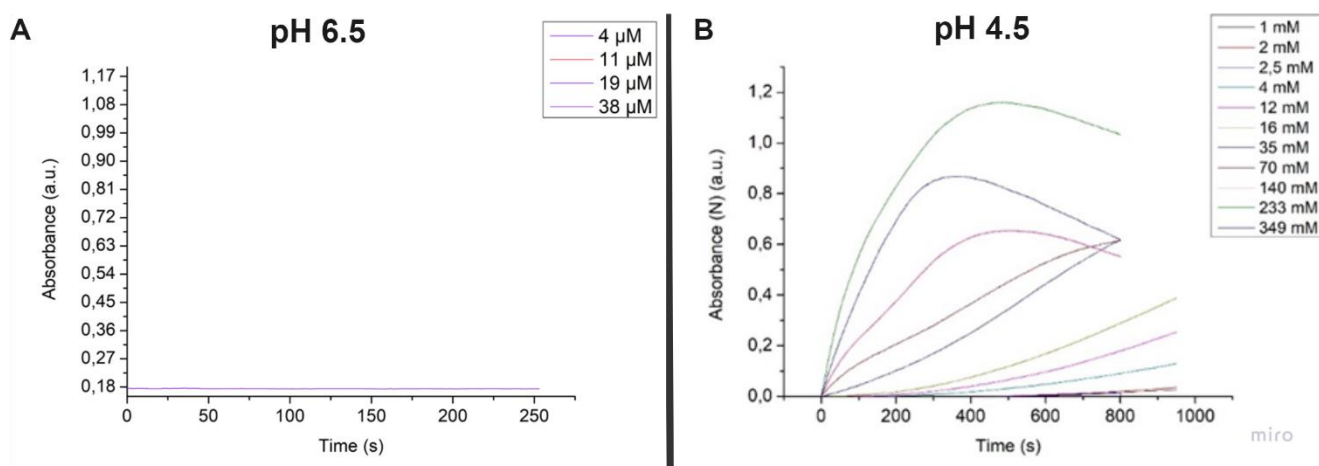 A
pH 6.5
4 µM
11 µM
19 µM
38 µM
Absorbance (a.u.)
1,17
1,08
0,99
0,90
0,81
0,72
0,63
0,54
0,45
0,36
0,27
0,18
0
50
100
150
200
250
Time (s)
B
pH 4.5
1 mM
2 mM
2,5 mM
4 mM
12 mM
16 mM
35 mM
70 mM
140 mM
233 mM
349 mM
Absorbance (N) (a.u.)
1,2
1,0
0,8
0,6
0,4
0,2
0,0
0
200
400
600
800
1000
Time (s)
miro